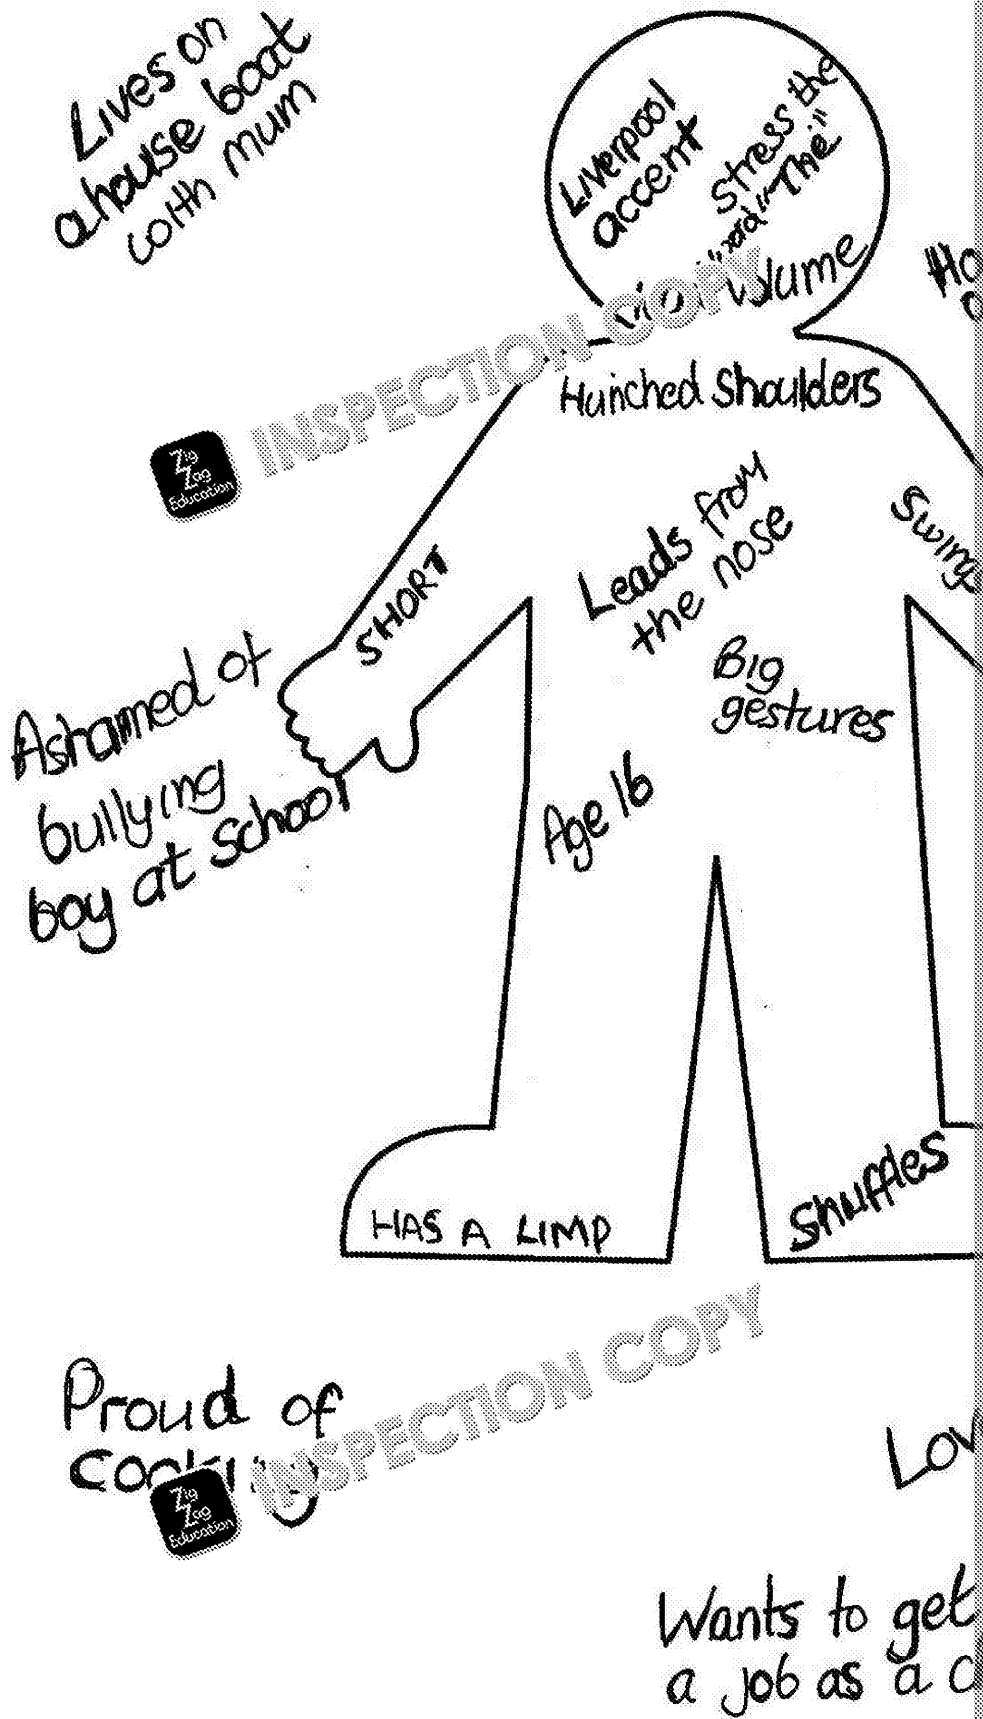 Lives on
a house boat
with mum
Liverpool
accent
Stress the
word "The"
volume
Hunched Shoulders
INSPECTION COPY
Zig
Zag
Education
Leads from
the nose
Swing
SHORT
Big
gestures
Ashamed of
bullying
boy at School
Age 16
HAS A LIMP
Shuffles
INSPECTION COPY
Proud of
Zig
Zag
Education
Wants to get
a job as a